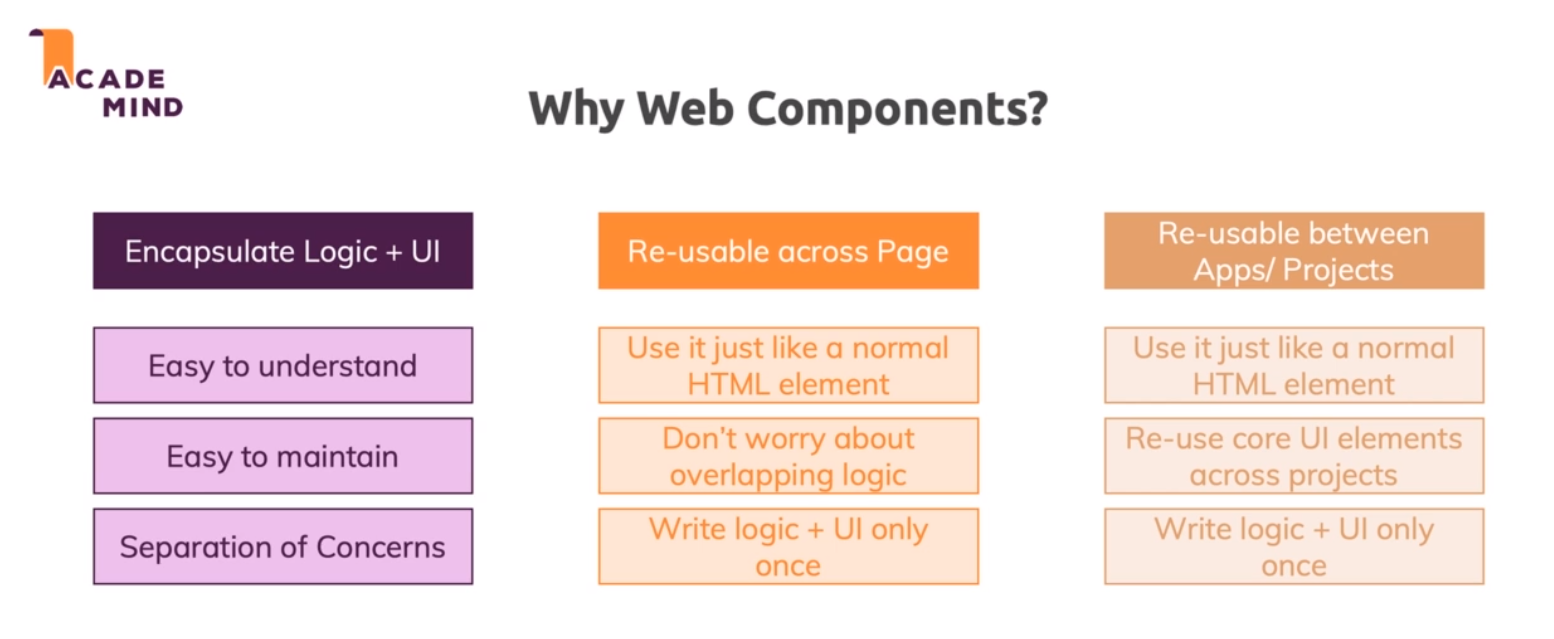 ACADE
MIND
Why Web Components?
Encapsulate Logic + UI
Easy to understand
Easy to maintain
Separation of Concerns
Re-usable across Page
Use it just like a normal
HTML element
Don't worry about
overlapping logic
Write logic + UI only
once
Re-usable between
Apps/ Projects
Use it just like a normal
HTML element
Re-use core UI elements
across projects
Write logic + UI only
once